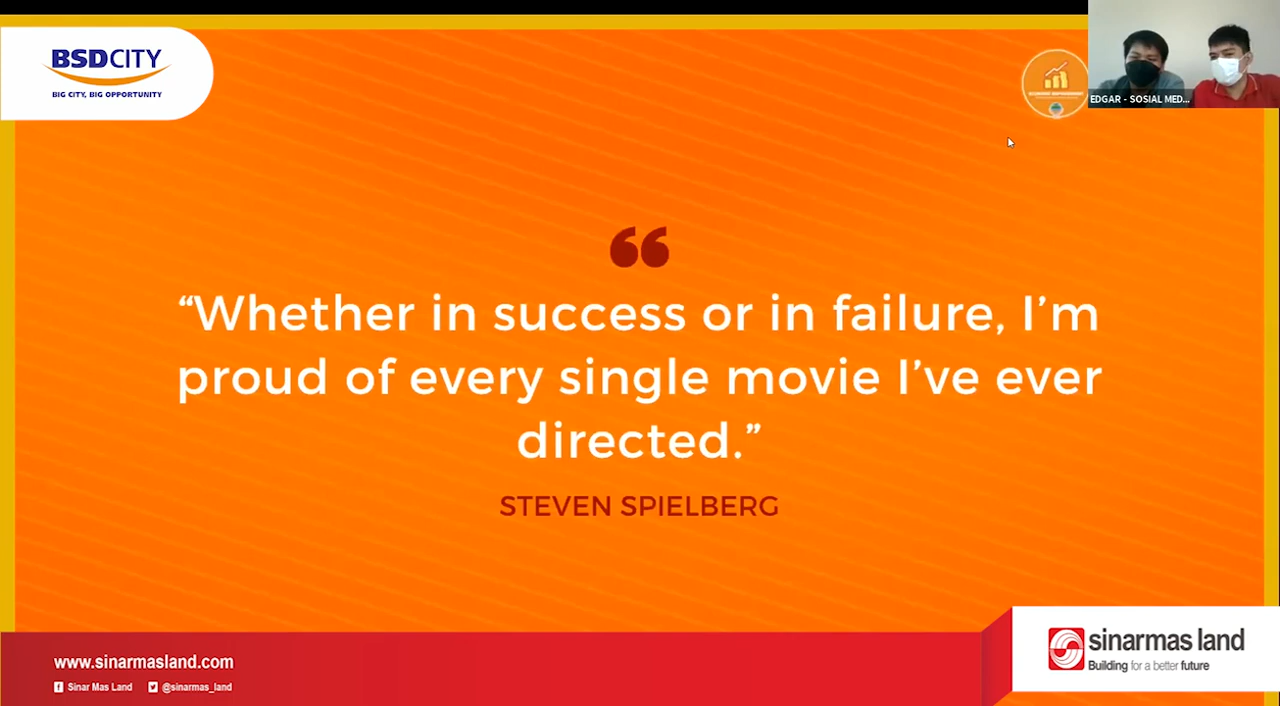 BSDCITY
BIG CITY, BIG OPPORTUNITY
EDGAR - SOSIAL MED...
“Whether in success or in failure, I’m
proud of every single movie I’ve ever
directed.”
STEVEN SPIELBERG
www.sinarmasland.com
Sinar Mas Land @sinarmas_land
sinarmas land
Building for a better future